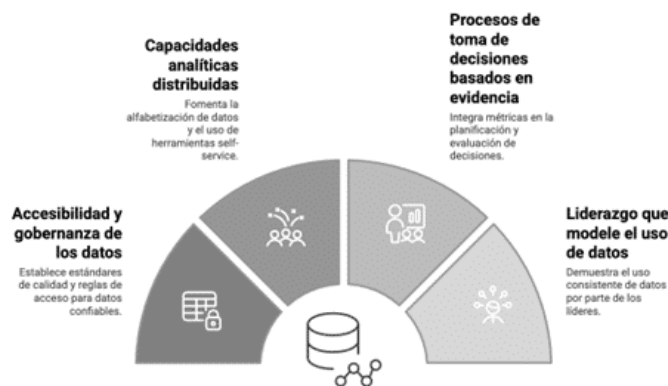 Capacidades
analíticas
distribuidas
Fomenta la
alfabetización de datos
y el uso de
herramientas self-
service.
Procesos de
toma de
decisiones
basados en
evidencia
Integra métricas en la
planificación y
evaluación de
decisiones.
Accesibilidad y
gobernanza de
los datos
Establece estándares
de calidad y reglas de
acceso para datos
confiables.
Liderazgo que
modele el uso
de datos
Demuestra el uso
consistente de datos
por parte de los
líderes.